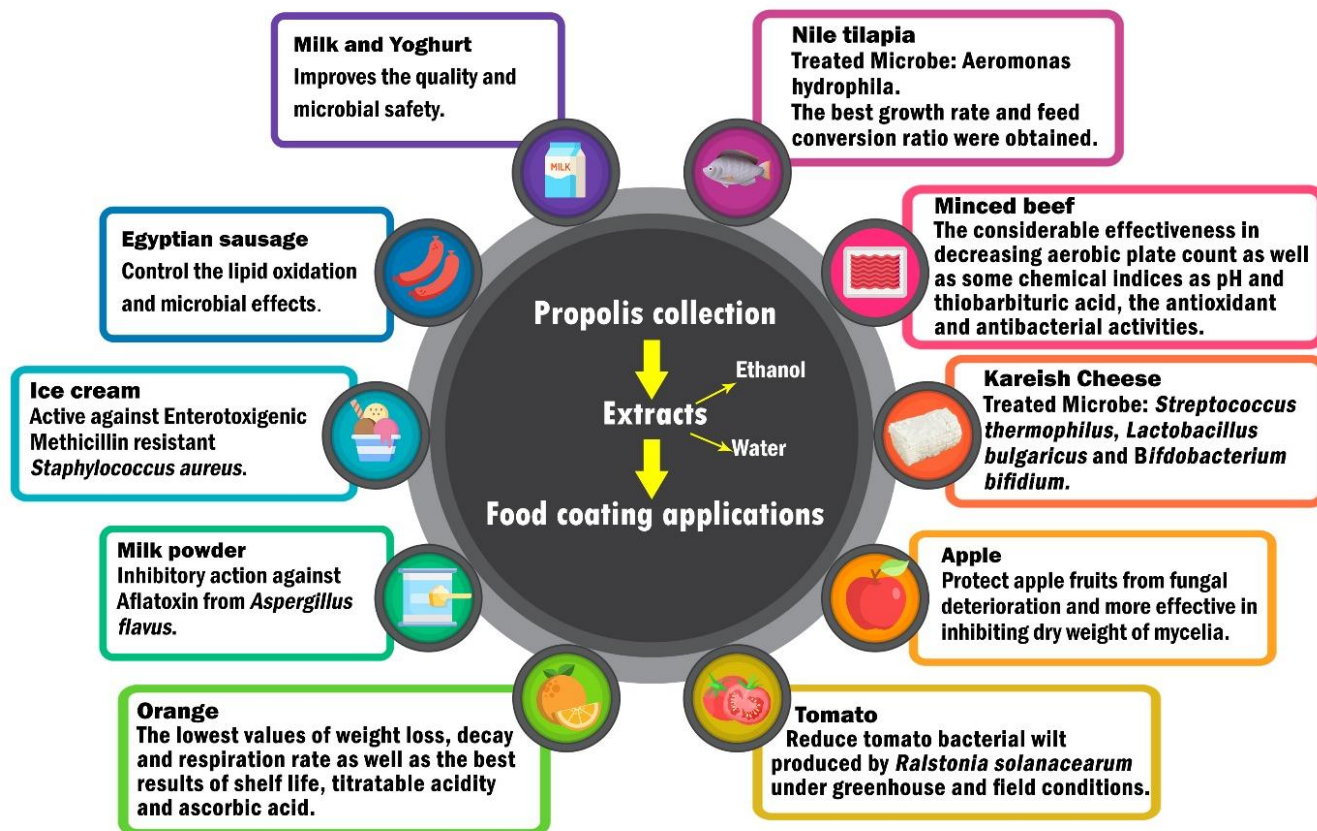 Milk and Yoghurt
Improves the quality and
microbial safety.
Nile tilapia
Treated Microbe: Aeromonas
hydrophila.
The best growth rate and feed
conversion ratio were obtained.
MILK
Egyptian sausage
Control the lipid oxidation
and microbial effects.
Minced beef
The considerable effectiveness in
decreasing aerobic plate count as well
as some chemical indices as pH and
thiobarbituric acid, the antioxidant
and antibacterial activities.
Propolis collection
Ethanol
Extracts
Water
Food coating applications
Ice cream
Active against Enterotoxigenic
Methicillin resistant
Staphylococcus aureus.
Kareish Cheese
Treated Microbe: Streptococcus
thermophilus, Lactobacillus
bulgaricus and Bifdobacterium
bifidium.
Milk powder
Inhibitory action against
Aflatoxin from Aspergillus
flavus.
Apple
Protect apple fruits from fungal
deterioration and more effective in
inhibiting dry weight of mycelia.
Orange
The lowest values of weight loss, decay
and respiration rate as well as the best
results of shelf life, titratable acidity
and ascorbic acid.
Tomato
Reduce tomato bacterial wilt
produced by Ralstonia solanacearum
under greenhouse and field conditions.